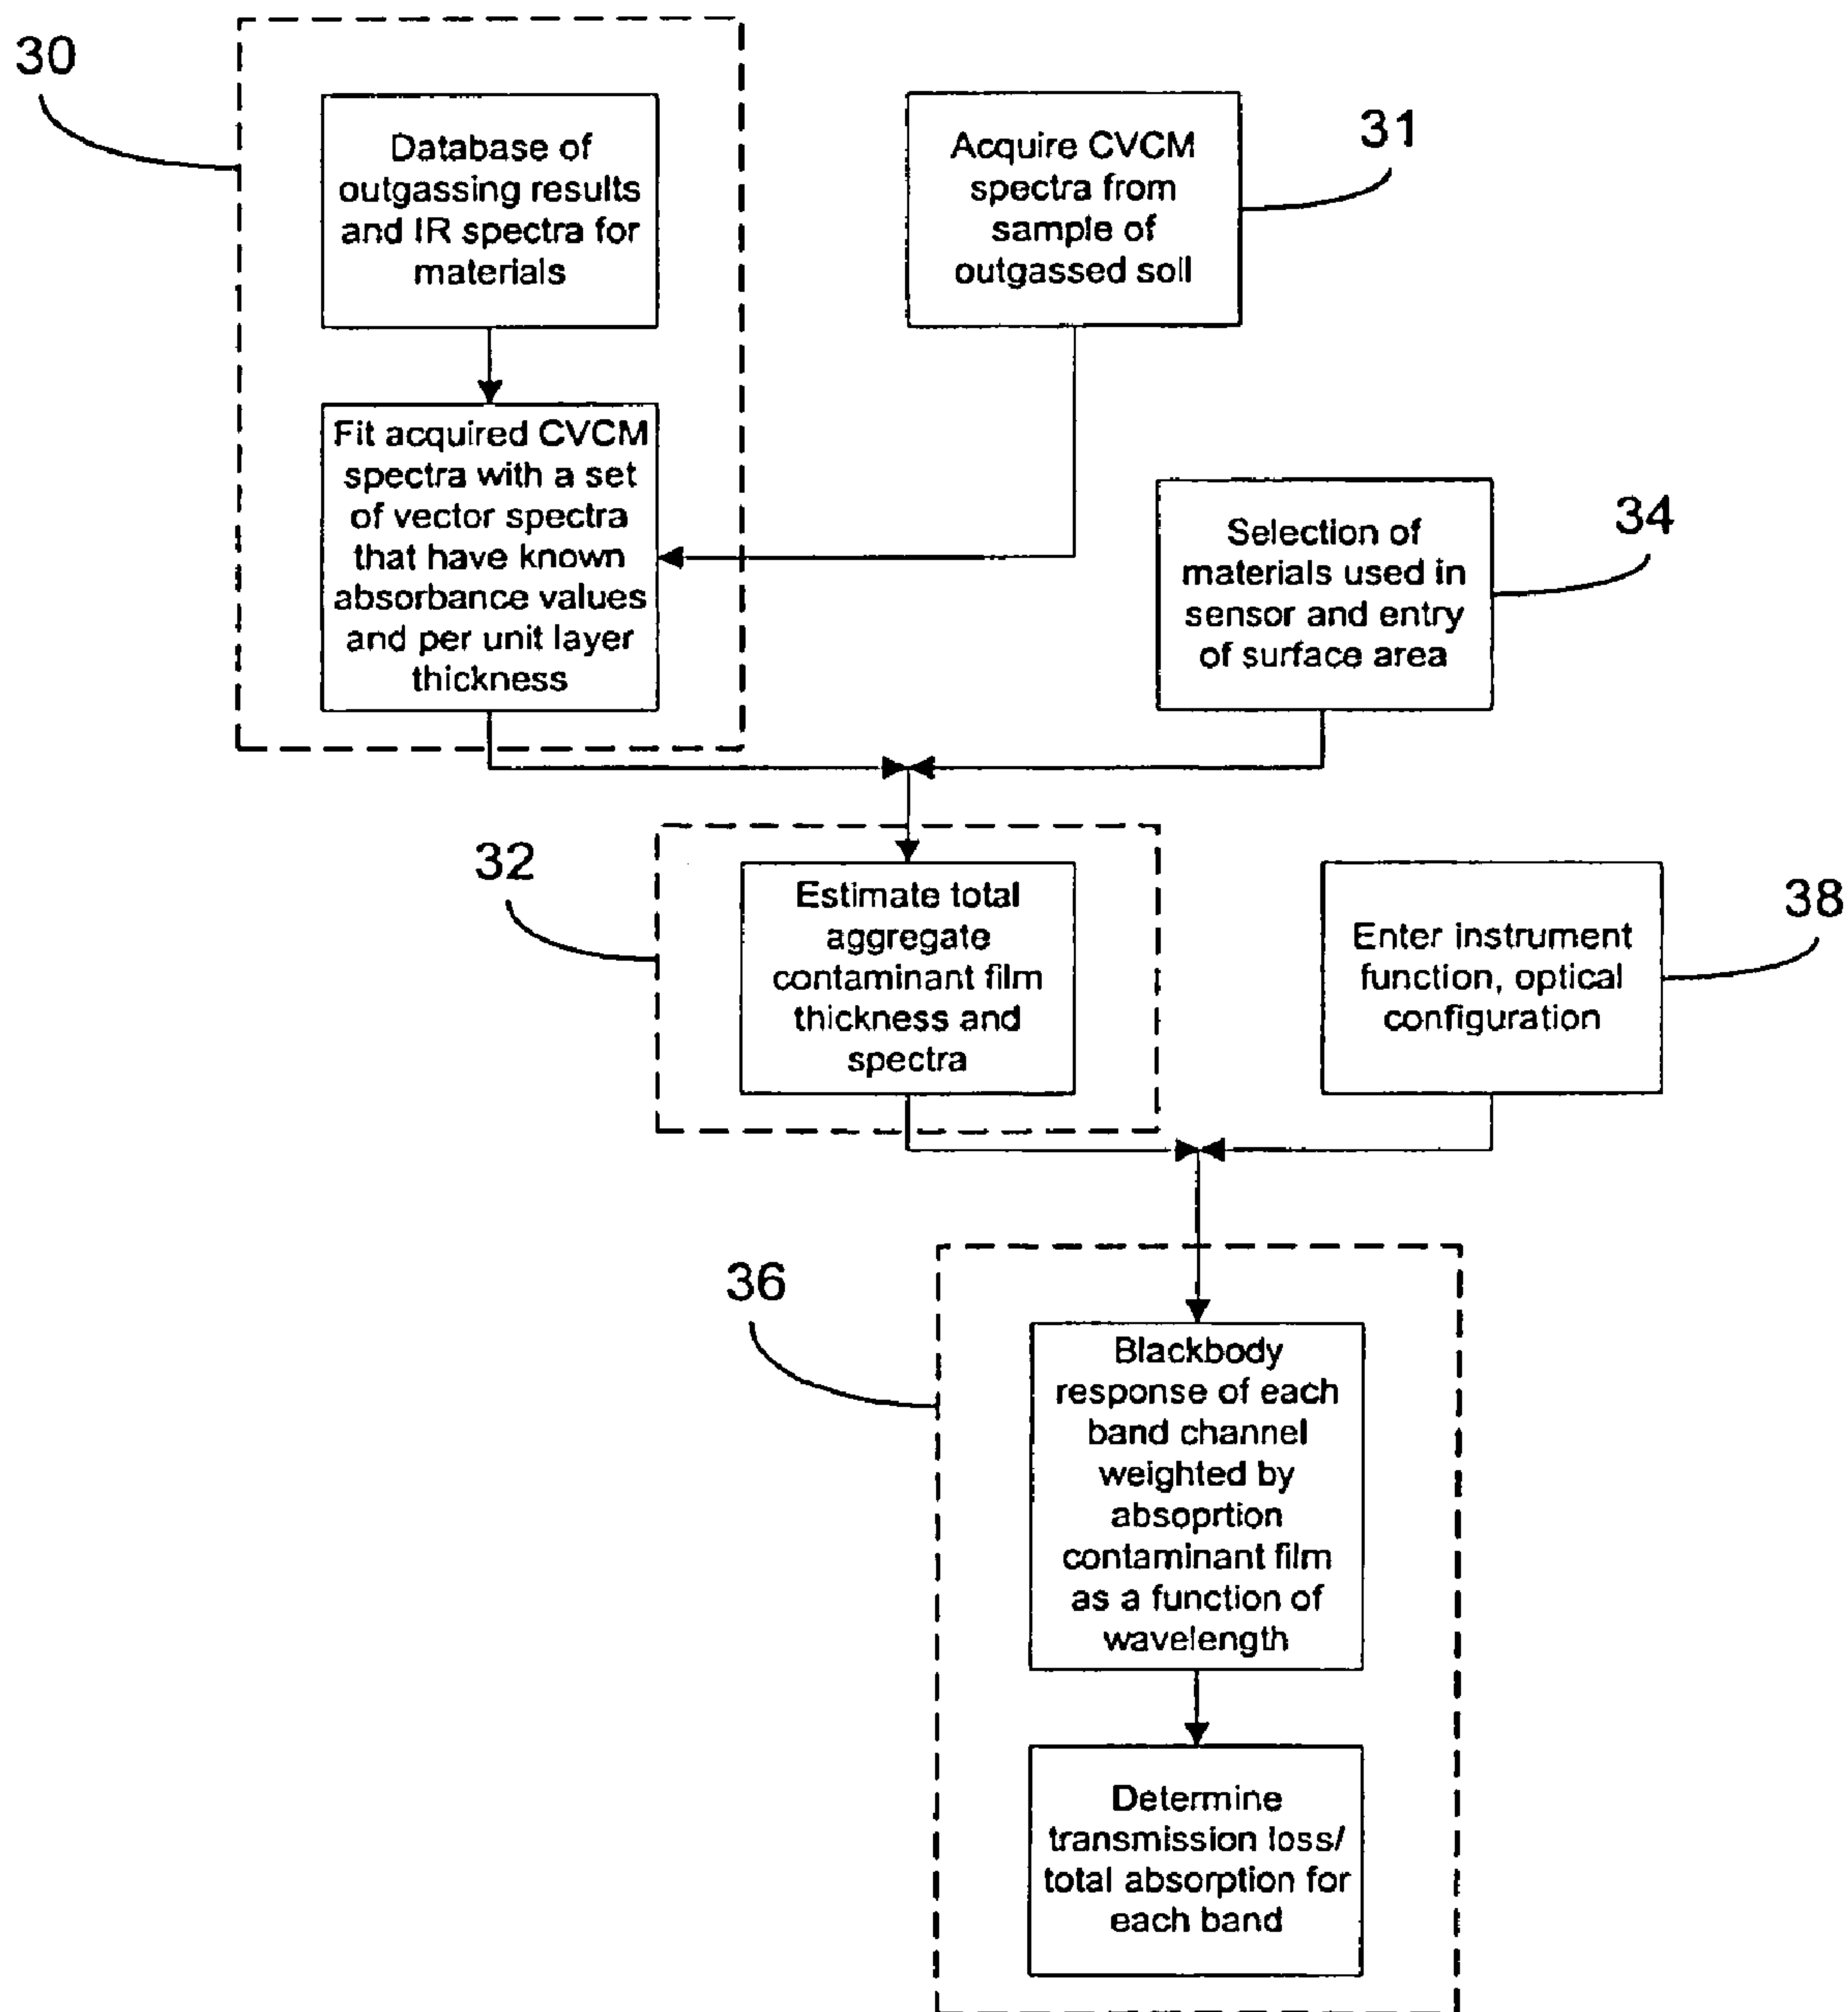 30
Database of
outgassing results
and IR spectra for
materials
Acquire CVCM
spectra from
sample of
outgassed soil
31
Fit acquired CVCM
spectra with a set
of vector spectra
that have known
absorbance values
and per unit layer
thickness
Selection of
materials used in
sensor and entry
of surface area
34
32
Estimate total
aggregate
contaminant film
thickness and
spectra
Enter instrument
function, optical
configuration
38
36
Blackbody
response of each
band channel
weighted by
absoprtion
contaminant film
as a function of
wavelength
Determine
transmission loss/
total absorption for
each band